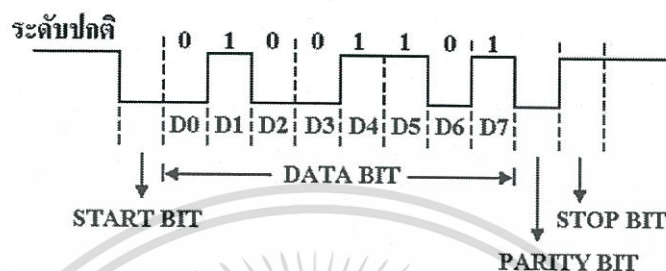 ระดับปกติ
0 1 0 0 1 1 0 1
D0 D1 D2 D3 D4 D5 D6 D7
DATA BIT
START BIT
STOP BIT
PARITY BIT